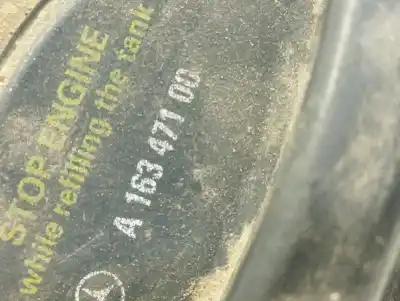 STOP ENGINE
while refilling the tank
A 163 471 00